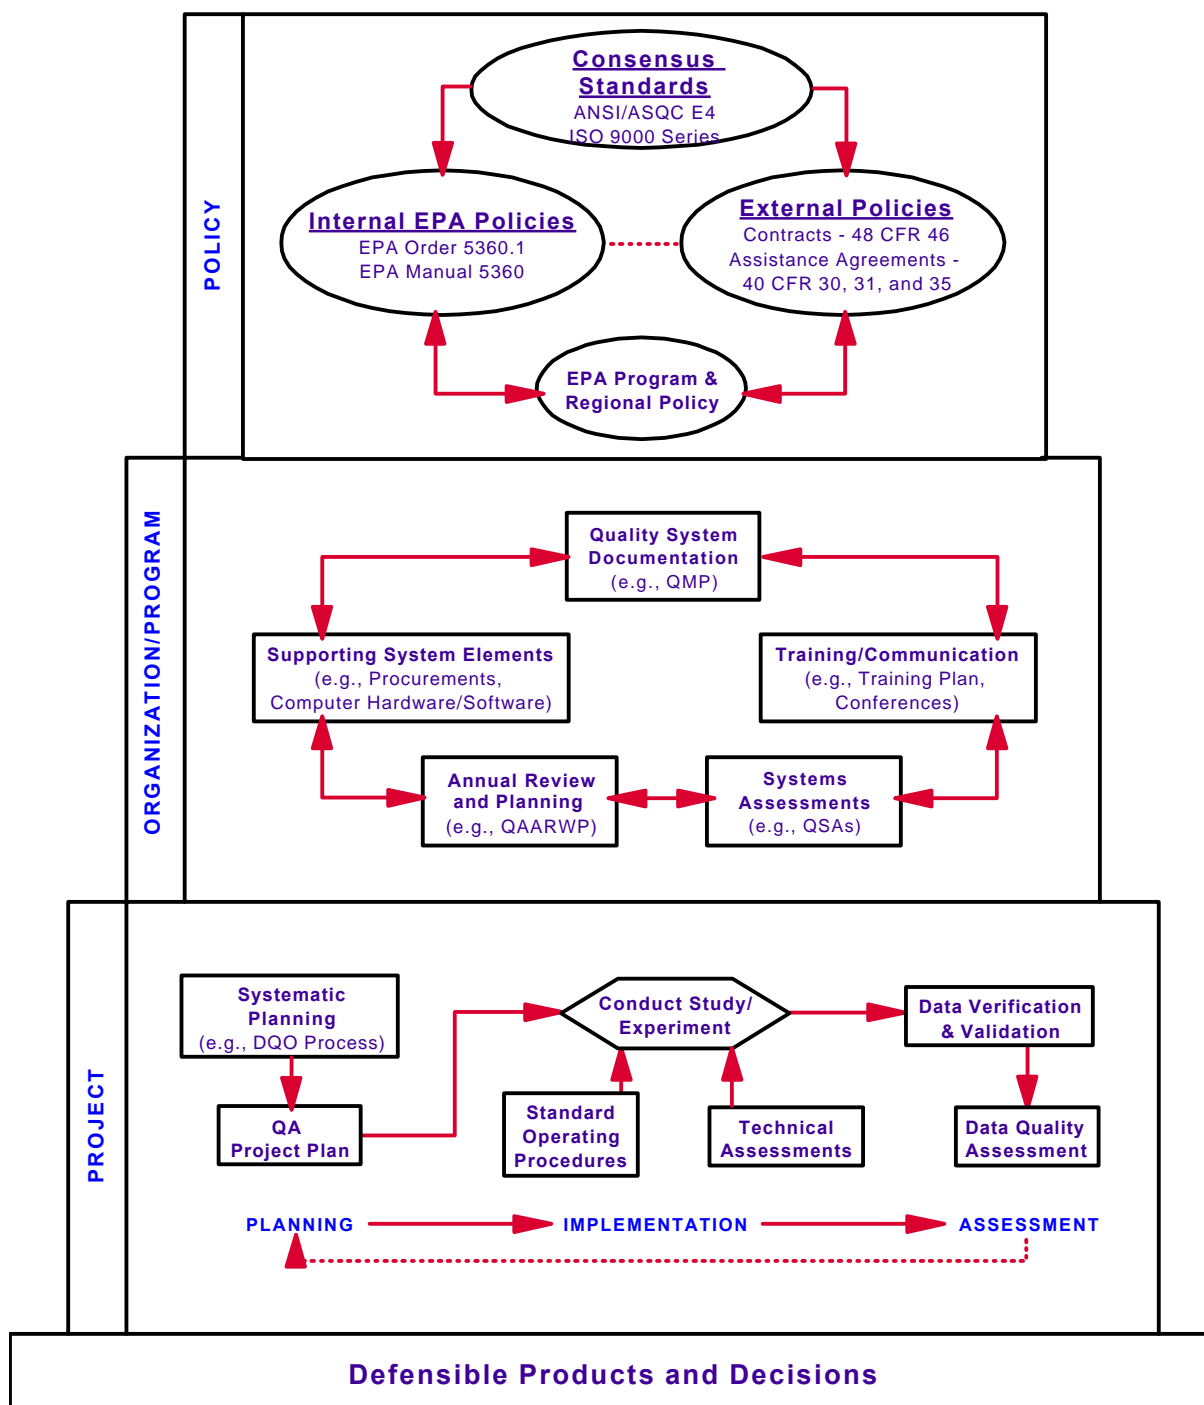 POLICY
Consensus
Standards
ANSI/ASQC E4
ISO 9000 Series
Internal EPA Policies
EPA Order 5360.1
EPA Manual 5360
External Policies
Contracts - 48 CFR 46
Assistance Agreements -
40 CFR 30, 31, and 35
EPA Program &
Regional Policy
ORGANIZATION/PROGRAM
Quality System
Documentation
(e.g., QMP)
Supporting System Elements
(e.g., Procurements,
Computer Hardware/Software)
Training/Communication
(e.g., Training Plan,
Conferences)
Annual Review
and Planning
(e.g., QAARWP)
Systems
Assessments
(e.g., QSAs)
PROJECT
Systematic
Planning
(e.g., DQO Process)
Conduct Study/
Experiment
Data Verification
& Validation
QA
Project Plan
Standard
Operating
Procedures
Technical
Assessments
Data Quality
Assessment
PLANNING
IMPLEMENTATION
ASSESSMENT
Defensible Products and Decisions